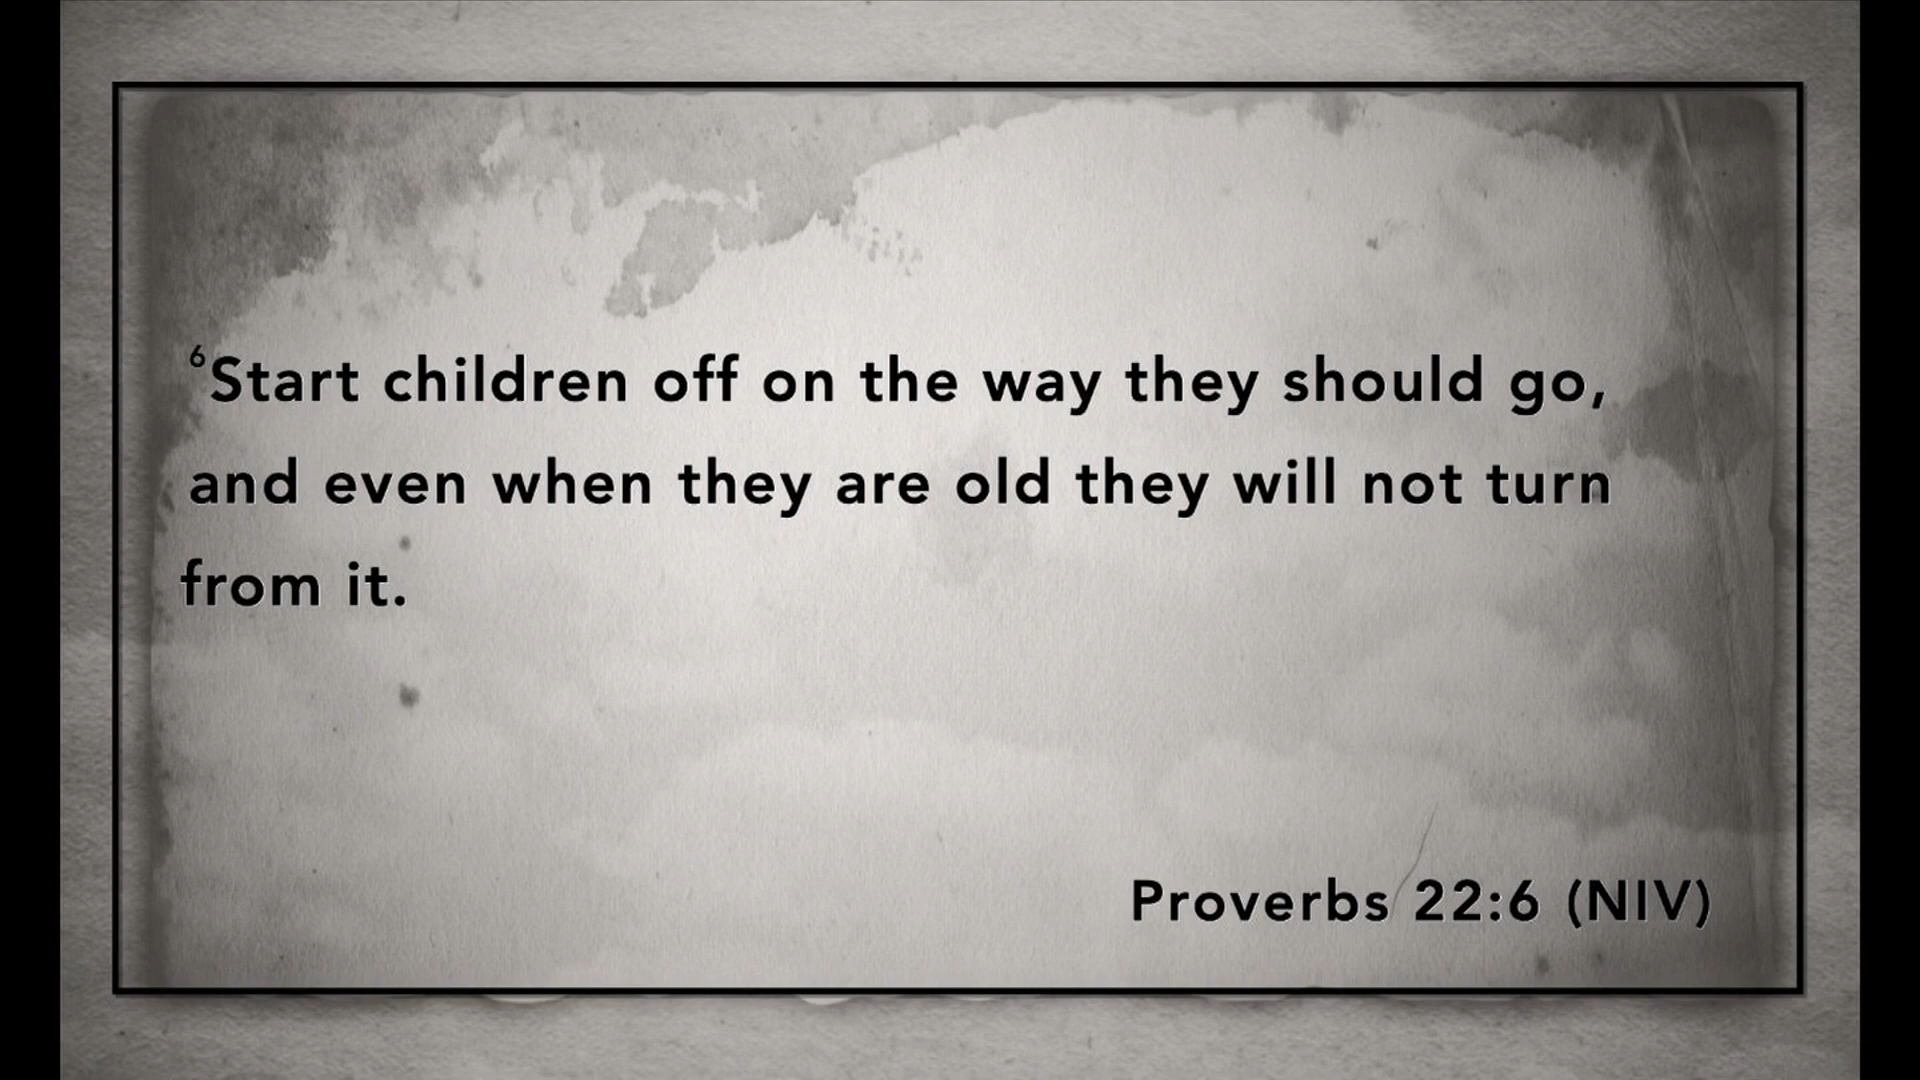 ⁶Start children off on the way they should go,
and even when they are old they will not turn
from it.
Proverbs 22:6 (NIV)